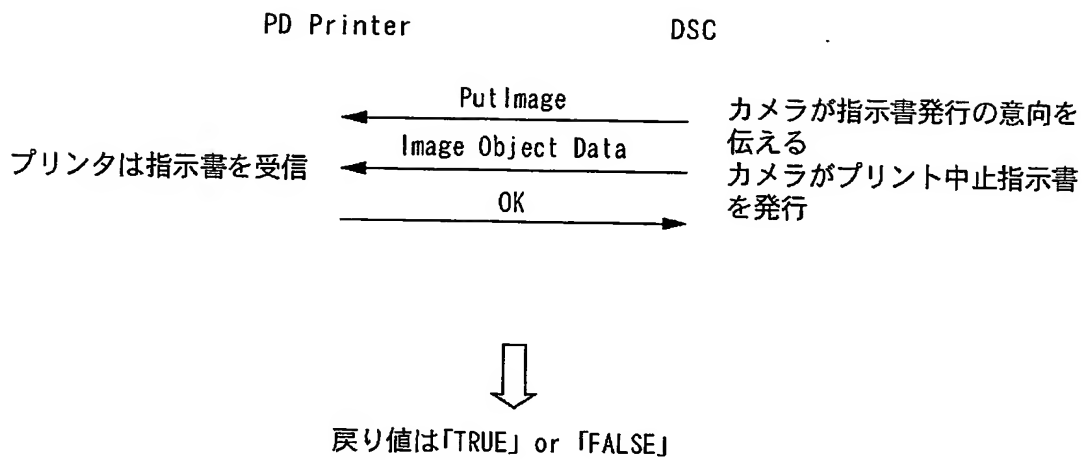 PD Printer DSC
PutImage
カメラが指示書発行の意向を
伝える
Image Object Data
プリンタは指示書を受信
カメラがプリント中止指示書
を発行
OK
戻り値は「TRUE」 or 「FALSE」